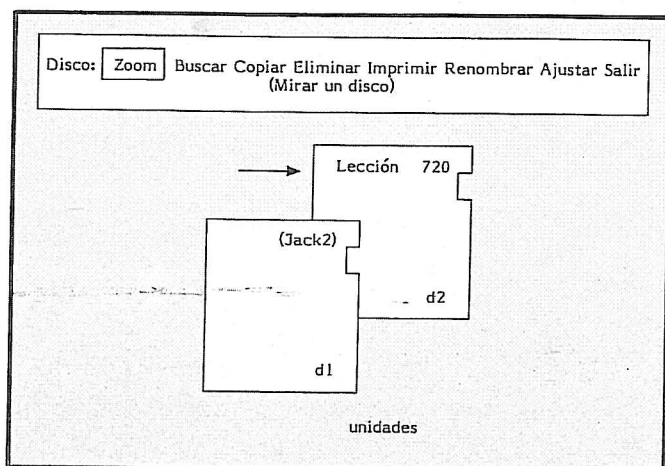 Disco: Zoom Buscar Copiar Eliminar Imprimir Renombrar Ajustar Salir
(Mirar un disco)
Lección 720
(Jack2)
d2
d1
unidades